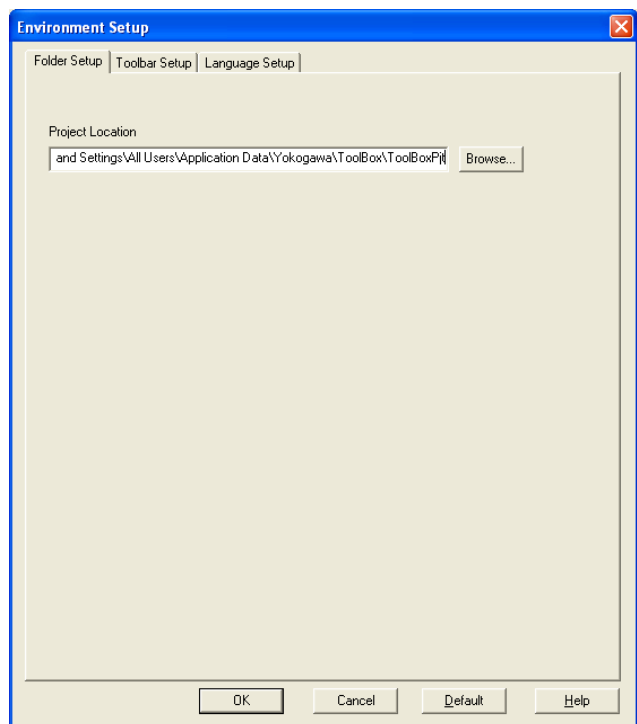 Environment Setup
Folder Setup Toolbar Setup Language Setup
Project Location
and Settings\All Users\Application Data\Yokogawa\ToolBox\ToolBoxPjt Browse...
OK Cancel Default Help